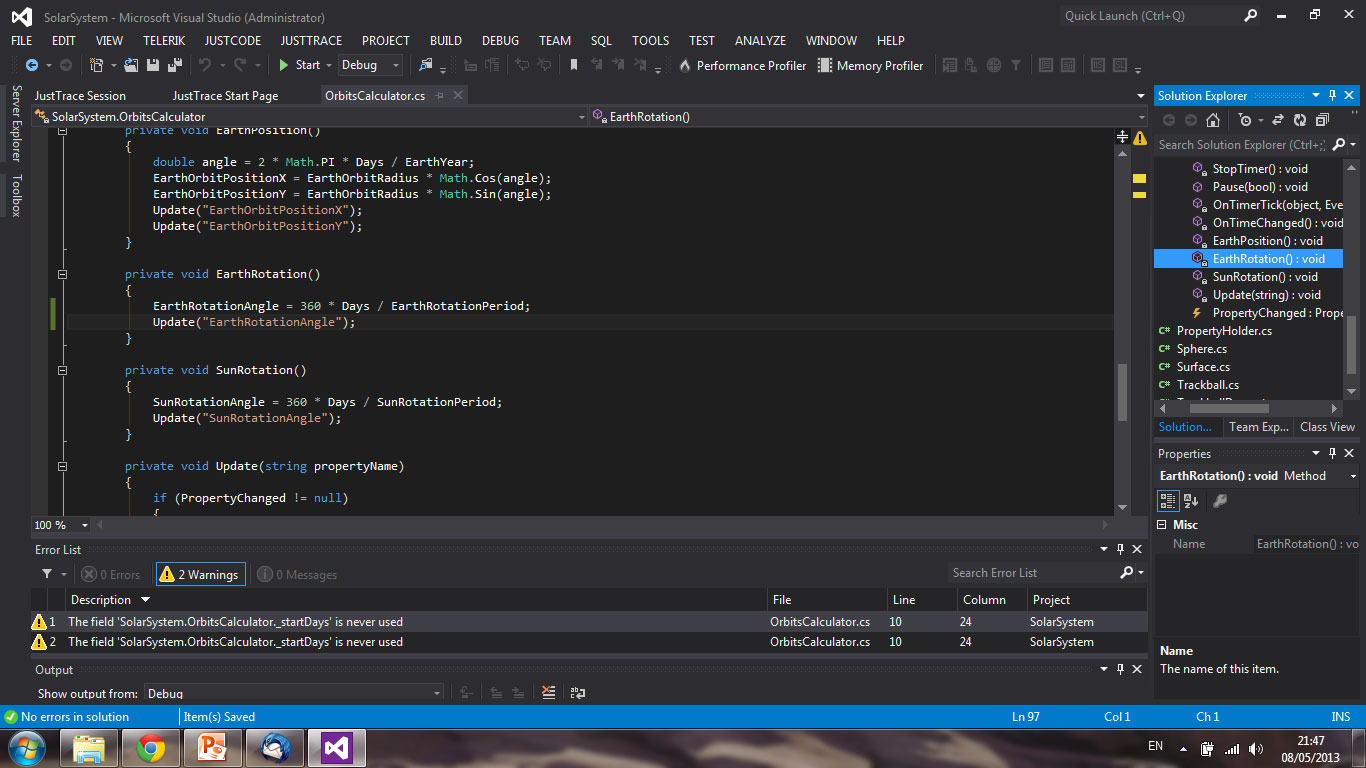 SolarSystem - Microsoft Visual Studio (Administrator)
Quick Launch (Ctrl+Q)
FILE EDIT VIEW TELERIK JUSTCODE JUSTTRACE PROJECT BUILD DEBUG TEAM SQL TOOLS TEST ANALYZE WINDOW HELP
Start Debug Performance Profiler Memory Profiler
Server Explorer
Toolbox
JustTrace Session JustTrace Start Page OrbitsCalculator.cs
SolarSystem.OrbitsCalculator EarthRotation()
private void EarthPosition()
{
double angle = 2 * Math.PI * Days / EarthYear;
EarthOrbitPositionX = EarthOrbitRadius * Math.Cos(angle);
EarthOrbitPositionY = EarthOrbitRadius * Math.Sin(angle);
Update("EarthOrbitPositionX");
Update("EarthOrbitPositionY");
}
private void EarthRotation()
{
EarthRotationAngle = 360 * Days / EarthRotationPeriod;
Update("EarthRotationAngle");
}
private void SunRotation()
{
SunRotationAngle = 360 * Days / SunRotationPeriod;
Update("SunRotationAngle");
}
private void Update(string propertyName)
{
if (PropertyChanged != null)
{
100 %
Solution Explorer
Search Solution Explorer (Ctrl+;)
StopTimer() : void
Pause(bool) : void
OnTimerTick(object, Eve
OnTimeChanged() : void
EarthPosition() : void
EarthRotation() : void
SunRotation() : void
Update(string) : void
PropertyChanged : Prope
C# PropertyHolder.cs
C# Sphere.cs
C# Surface.cs
C# Trackball.cs
Solution... Team Exp... Class View
Properties
EarthRotation() : void Method
Misc
Name EarthRotation() : vo
Name
The name of this item.
Error List
0 Errors 2 Warnings 0 Messages
Search Error List
Description File Line Column Project
1 The field 'SolarSystem.OrbitsCalculator._startDays' is never used OrbitsCalculator.cs 10 24 SolarSystem
2 The field 'SolarSystem.OrbitsCalculator._startDays' is never used OrbitsCalculator.cs 10 24 SolarSystem
Output
Show output from: Debug
No errors in solution Item(s) Saved Ln 97 Col 1 Ch 1 INS
EN
21:47
08/05/2013